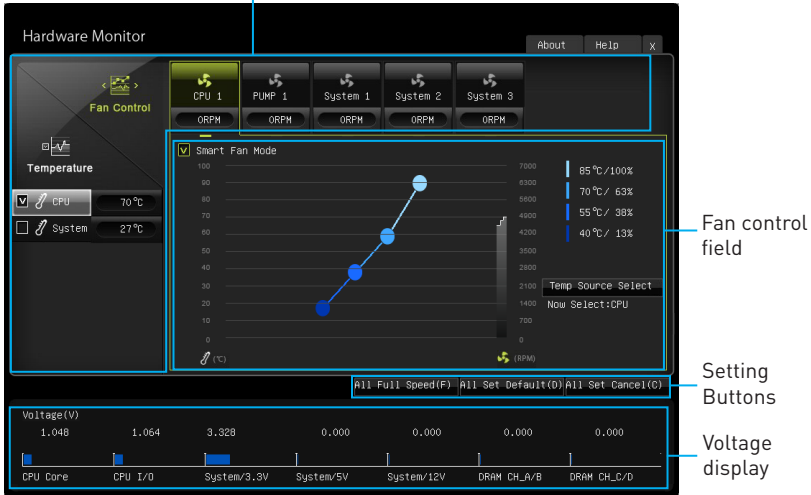 Hardware Monitor
About Help X
Fan Control
CPU 1 PUMP 1 System 1 System 2 System 3
0RPM 0RPM 0RPM 0RPM 0RPM
Temperature
V CPU 70°C
System 27°C
V Smart Fan Mode
100 7000
90 6300
80 5600
70 4900
60 4200
50 3500
40 2800
30 2100
20 1400
10 700
0 0
(℃) (RPM)
85℃/100%
70℃/ 63%
55℃/ 38%
40℃/ 13%
Temp Source Select
Now Select:CPU
Fan control
field
All Full Speed(F) All Set Default(D) All Set Cancel(C)
Setting
Buttons
Voltage(V)
1.048 1.064 3.328 0.000 0.000 0.000 0.000
CPU Core CPU I/O System/3.3V System/5V System/12V DRAM CH_A/B DRAM CH_C/D
Voltage
display